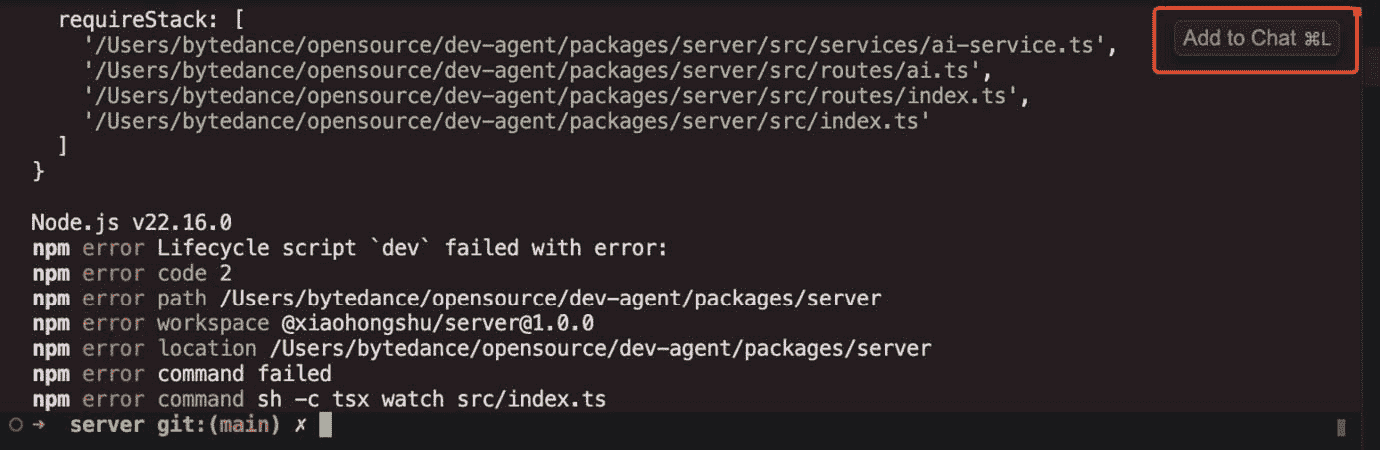 requireStack: [
Add to Chat ⌘L
'/Users/bytedance/opensource/dev-agent/packages/server/src/services/ai-service.ts',
'/Users/bytedance/opensource/dev-agent/packages/server/src/routes/ai.ts',
'/Users/bytedance/opensource/dev-agent/packages/server/src/routes/index.ts',
'/Users/bytedance/opensource/dev-agent/packages/server/src/index.ts'
]
}
Node.js v22.16.0
npm error Lifecycle script `dev` failed with error:
npm error code 2
npm error path /Users/bytedance/opensource/dev-agent/packages/server
npm error workspace @xiaohongshu/server@1.0.0
npm error location /Users/bytedance/opensource/dev-agent/packages/server
npm error command failed
npm error command sh -c tsx watch src/index.ts
➜ server git:(main) ✗